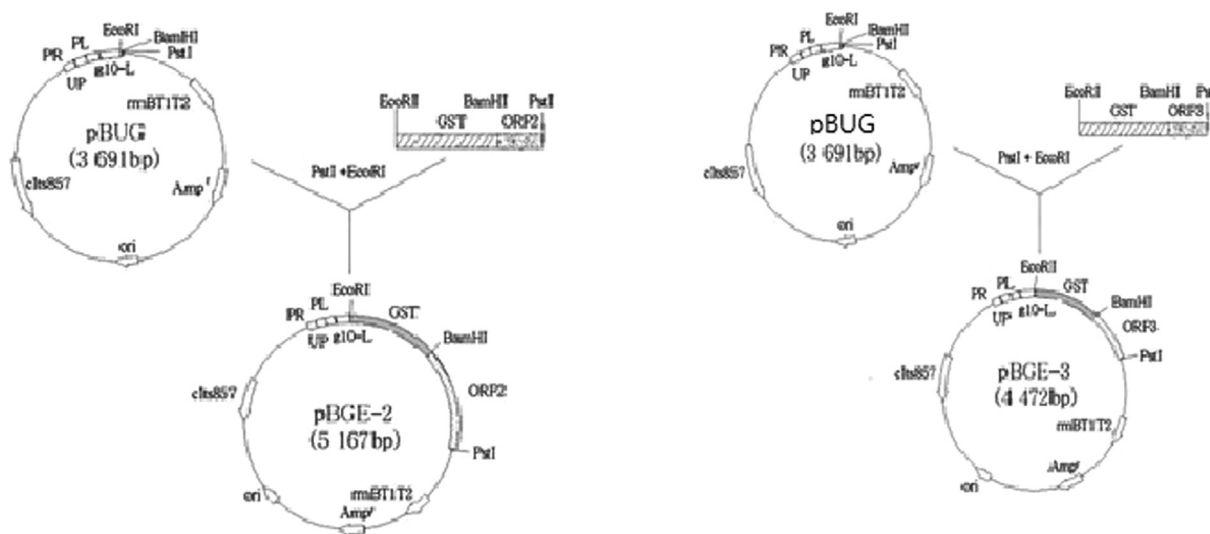 EcoRI
PL
BamHI
PR
PstI
UP
g10-L
rrnBT1T2
pBUG
(3 691bp)
cIts857
Ampʳ
ori
EcoRI
BamHI
PstI
GST
ORF2
PstI +EcoRI
EcoRI
PL
GST
PR
BamHI
UP
g10-L
cIts857
ORF2
pBGE-2
(5 167bp)
PstI
ori
rrnBT1T2
Ampʳ
EcoRI
PL
BamHI
PR
PstI
UP
g10-L
rrnBT1T2
pBUG
(3 691bp)
cIts857
Ampʳ
ori
EcoRI
BamHI
Ps
GST
ORF3
PstI + EcoRI
EcoRI
PL
GST
PR
BamHI
UP
g10-L
ORF3
cIts857
PstI
pBGE-3
(4 472bp)
rrnBT1T2
Ampʳ
ori